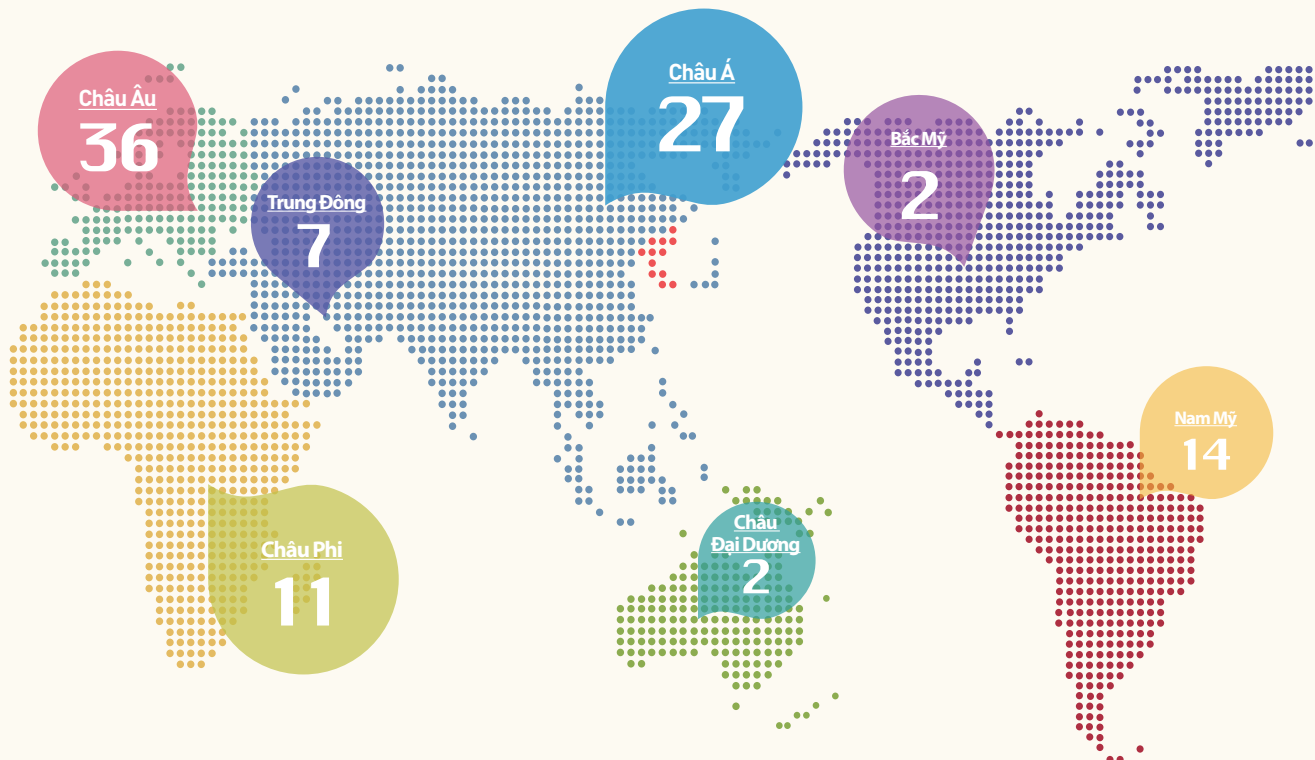 Châu Âu
36
Trung Đông
7
Châu Á
27
Bắc Mỹ
2
Nam Mỹ
14
Châu Phi
11
Châu
Đại Dương
2